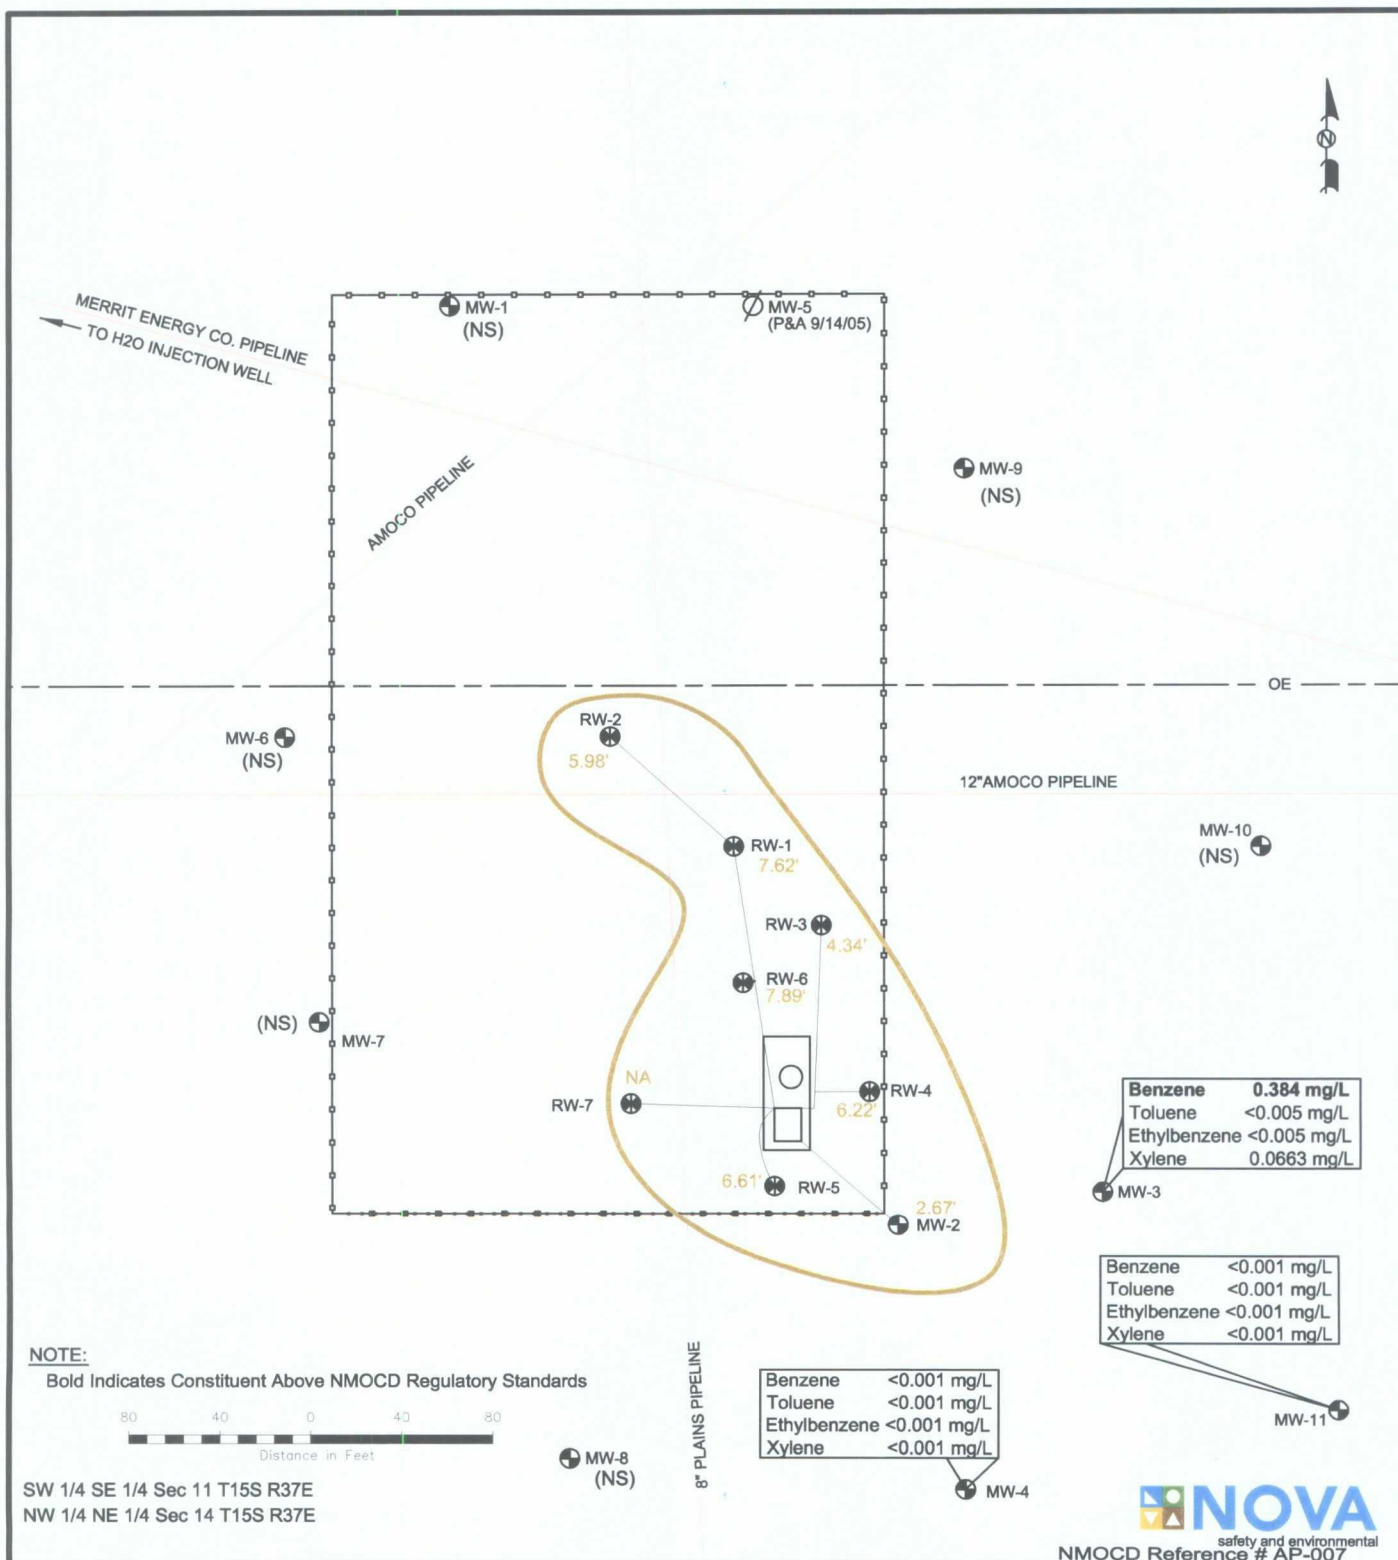 MERRIT ENERGY CO. PIPELINE
TO H2O INJECTION WELL
MW-1
(NS)
MW-5
(P&A 9/14/05)
N
AMOCO PIPELINE
MW-9
(NS)
OE
RW-2
5.98'
MW-6
(NS)
12"AMOCO PIPELINE
RW-1
7.62'
MW-10
(NS)
RW-3
4.34'
RW-6
7.89'
(NS)
MW-7
NA
RW-7
RW-4
6.22'
Benzene 0.384 mg/L
Toluene <0.005 mg/L
Ethylbenzene <0.005 mg/L
Xylene 0.0663 mg/L
MW-3
6.61'
RW-5
2.67'
MW-2
Benzene <0.001 mg/L
Toluene <0.001 mg/L
Ethylbenzene <0.001 mg/L
Xylene <0.001 mg/L
MW-11
NOTE:
Bold Indicates Constituent Above NMOCD Regulatory Standards
80 40 0 40 80
Distance in Feet
8" PLAINS PIPELINE
Benzene <0.001 mg/L
Toluene <0.001 mg/L
Ethylbenzene <0.001 mg/L
Xylene <0.001 mg/L
MW-4
MW-8
(NS)
SW 1/4 SE 1/4 Sec 11 T15S R37E
NW 1/4 NE 1/4 Sec 14 T15S R37E
NOVA
safety and environmental
NMOCD Reference # AP-007